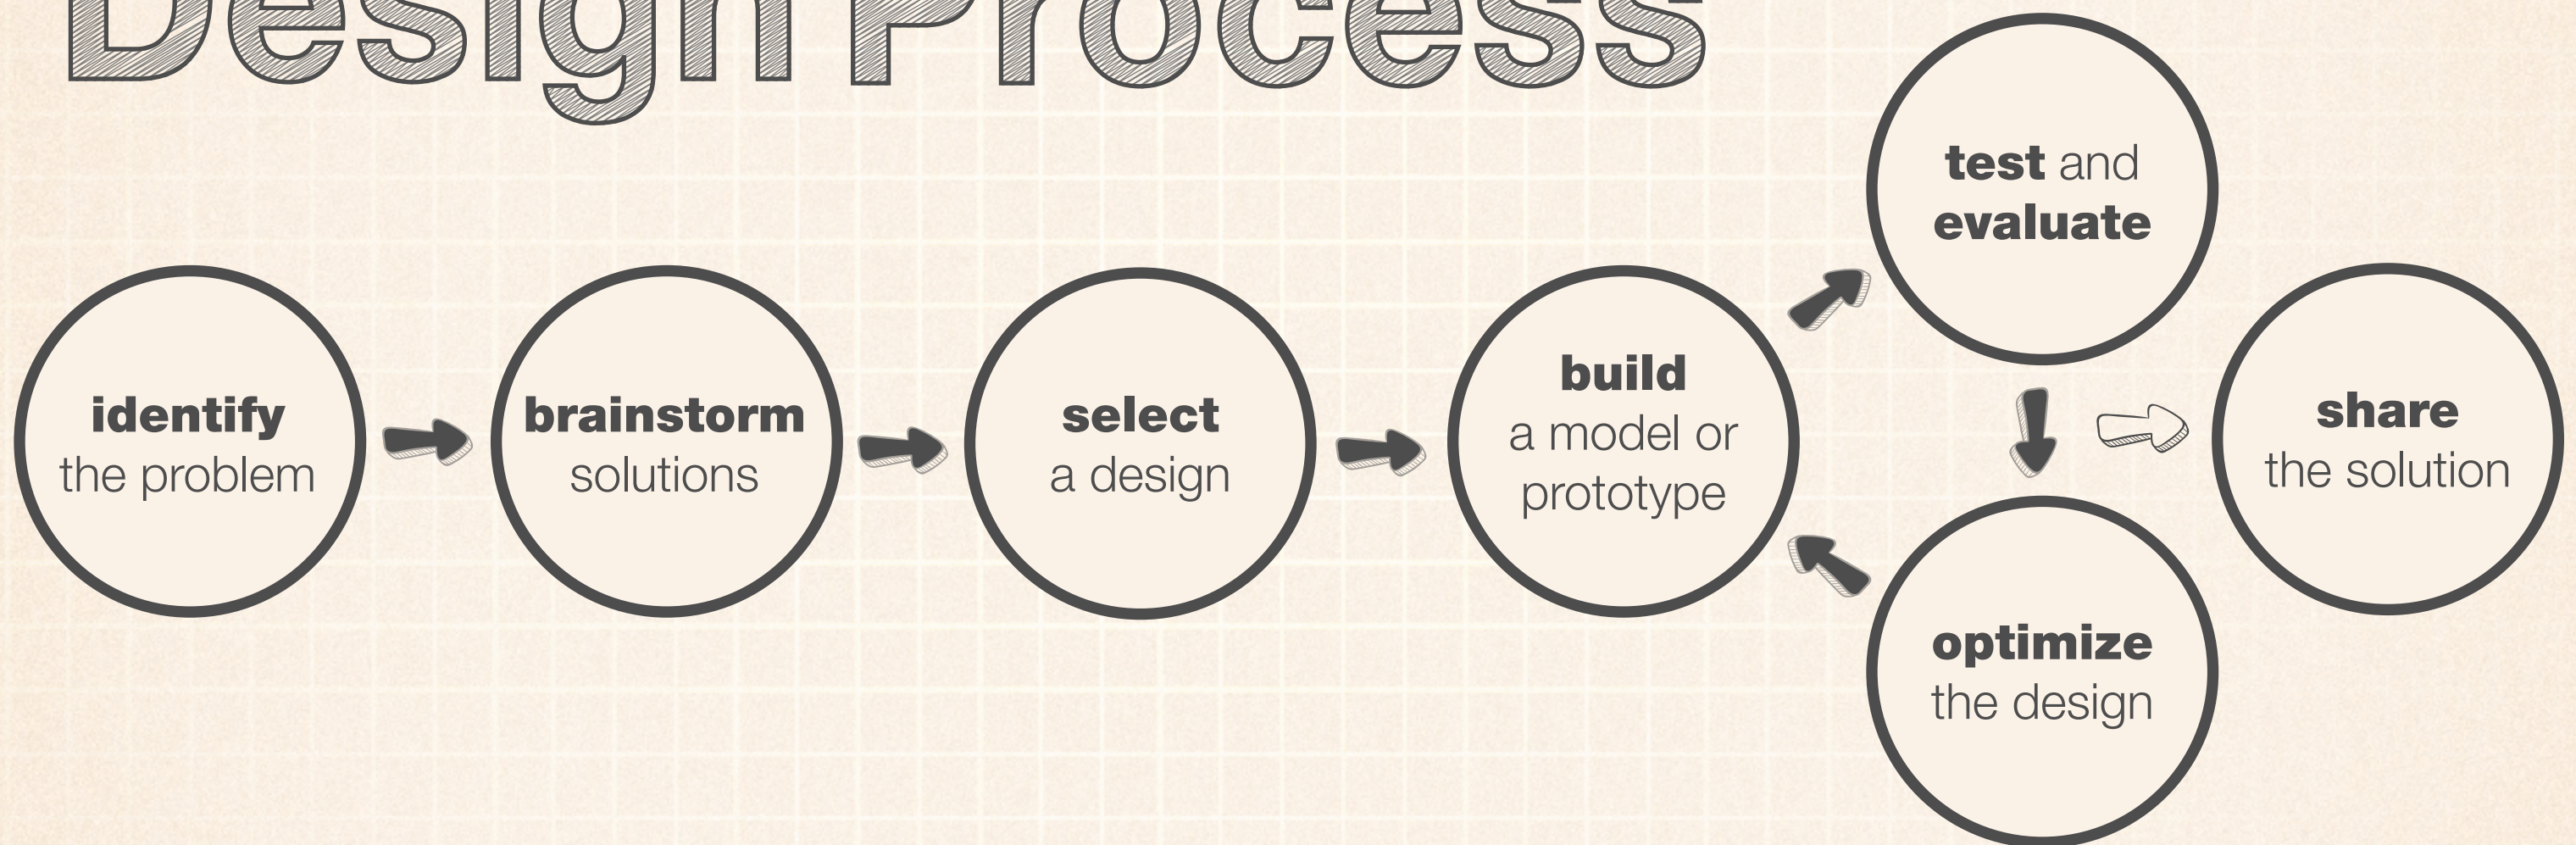 Design Process
identify
the problem
brainstorm
solutions
select
a design
build
a model or
prototype
test and
evaluate
optimize
the design
share
the solution